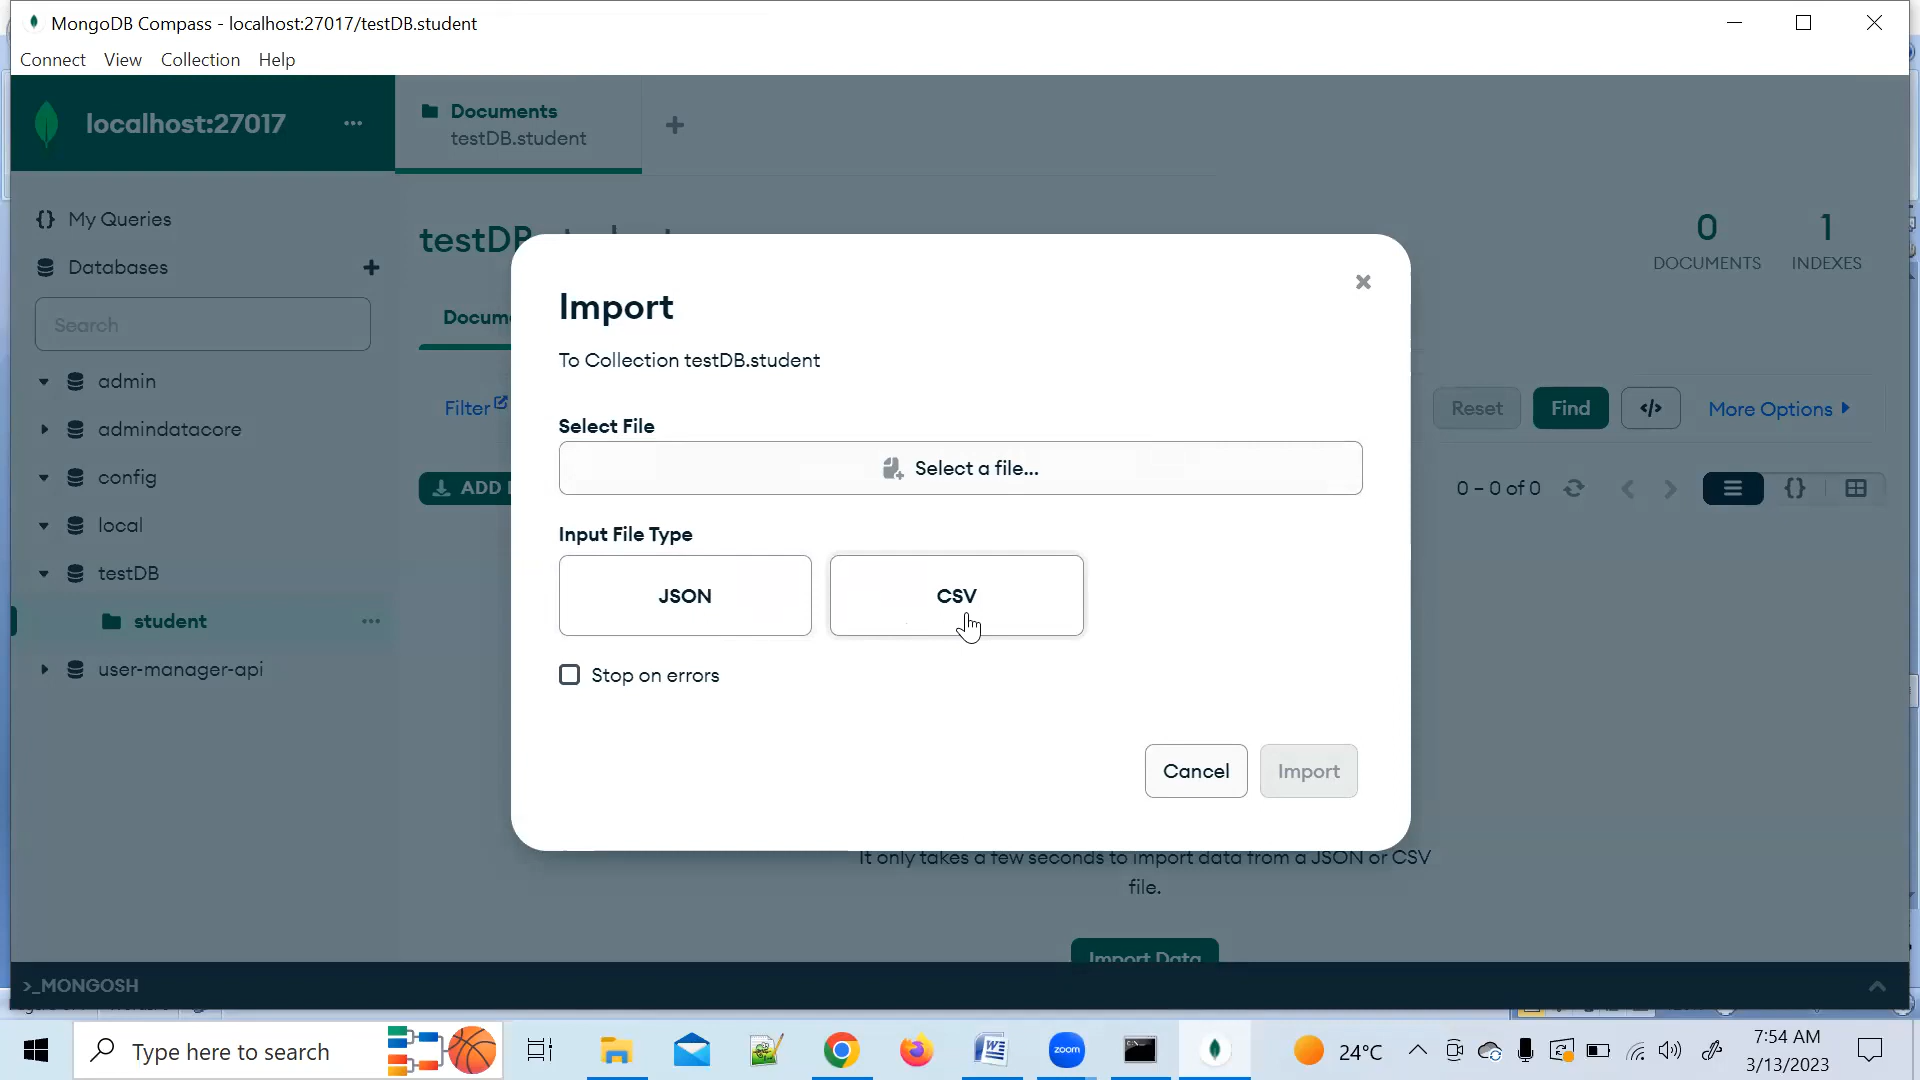 MongoDB Compass - localhost:27017/testDB.student
Connect View Collection Help
localhost:27017 ...
Documents
testDB.student
+
{} My Queries
Databases +
Search
admin
admindatacore
config
local
testDB
student ...
user-manager-api
0 DOCUMENTS
1 INDEXES
Docum
Filter
Reset Find </> More Options
ADD
0 – 0 of 0
{}
Import
To Collection testDB.student
Select File
Select a file...
Input File Type
JSON CSV
Stop on errors
Cancel Import
It only takes a few seconds to import data from a JSON or CSV
file.
Import Data
>_MONGOSH
Type here to search
zoom
24°C
7:54 AM
3/13/2023